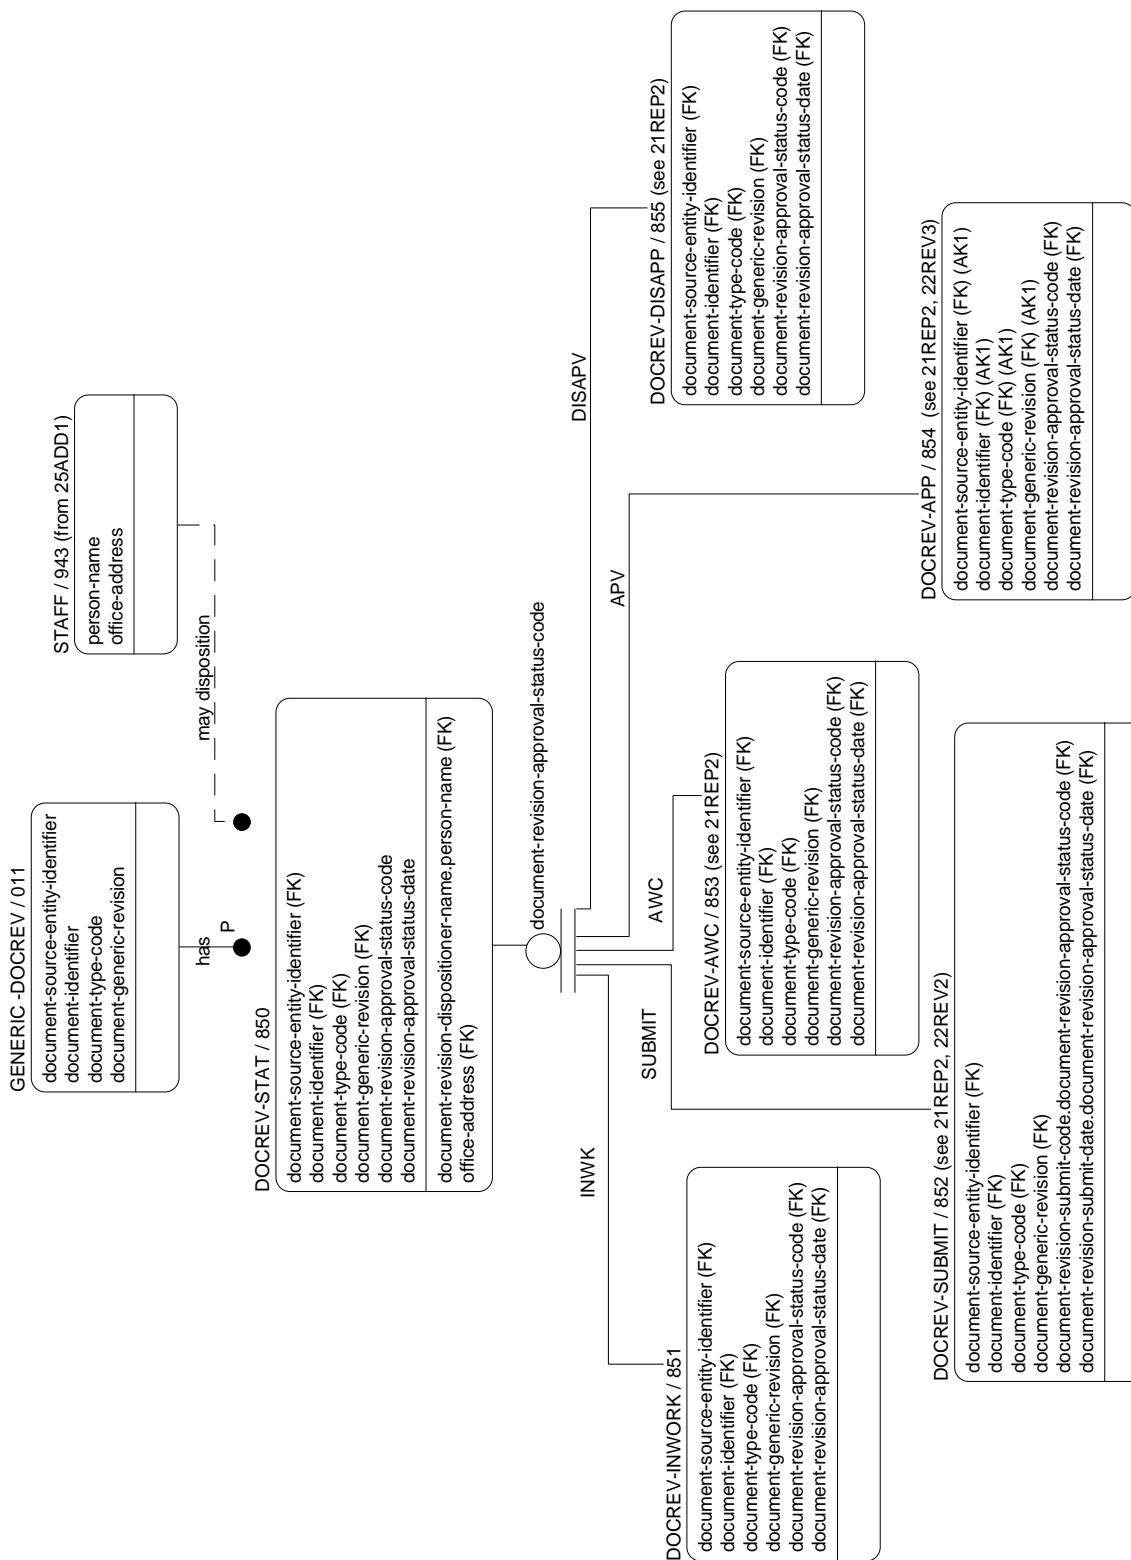 GENERIC -DOCREV / 011
document-source-entity-identifier
document-identifier
document-type-code
document-generic-revision
has
P
STAFF / 943 (from 25ADD1)
person-name
office-address
may disposition
DOCREV-STAT / 850
document-source-entity-identifier (FK)
document-identifier (FK)
document-type-code (FK)
document-generic-revision (FK)
document-revision-approval-status-code
document-revision-approval-status-date
document-revision-dispositioner-name.person-name (FK)
office-address (FK)
document-revision-approval-status-code
INWK
SUBMIT
AWC
APV
DISAPV
DOCREV-INWORK / 851
document-source-entity-identifier (FK)
document-identifier (FK)
document-type-code (FK)
document-generic-revision (FK)
document-revision-approval-status-code (FK)
document-revision-approval-status-date (FK)
DOCREV-SUBMIT / 852 (see 21REP2, 22REV2)
document-source-entity-identifier (FK)
document-identifier (FK)
document-type-code (FK)
document-generic-revision (FK)
document-revision-submit-code.document-revision-approval-status-code (FK)
document-revision-submit-date.document-revision-approval-status-date (FK)
DOCREV-AWC / 853 (see 21REP2)
document-source-entity-identifier (FK)
document-identifier (FK)
document-type-code (FK)
document-generic-revision (FK)
document-revision-approval-status-code (FK)
document-revision-approval-status-date (FK)
DOCREV-APP / 854  (see 21REP2, 22REV3)
document-source-entity-identifier (FK) (AK1)
document-identifier (FK) (AK1)
document-type-code (FK) (AK1)
document-generic-revision (FK) (AK1)
document-revision-approval-status-code (FK)
document-revision-approval-status-date (FK)
DOCREV-DISAPP / 855 (see 21REP2)
document-source-entity-identifier (FK)
document-identifier (FK)
document-type-code (FK)
document-generic-revision (FK)
document-revision-approval-status-code (FK)
document-revision-approval-status-date (FK)